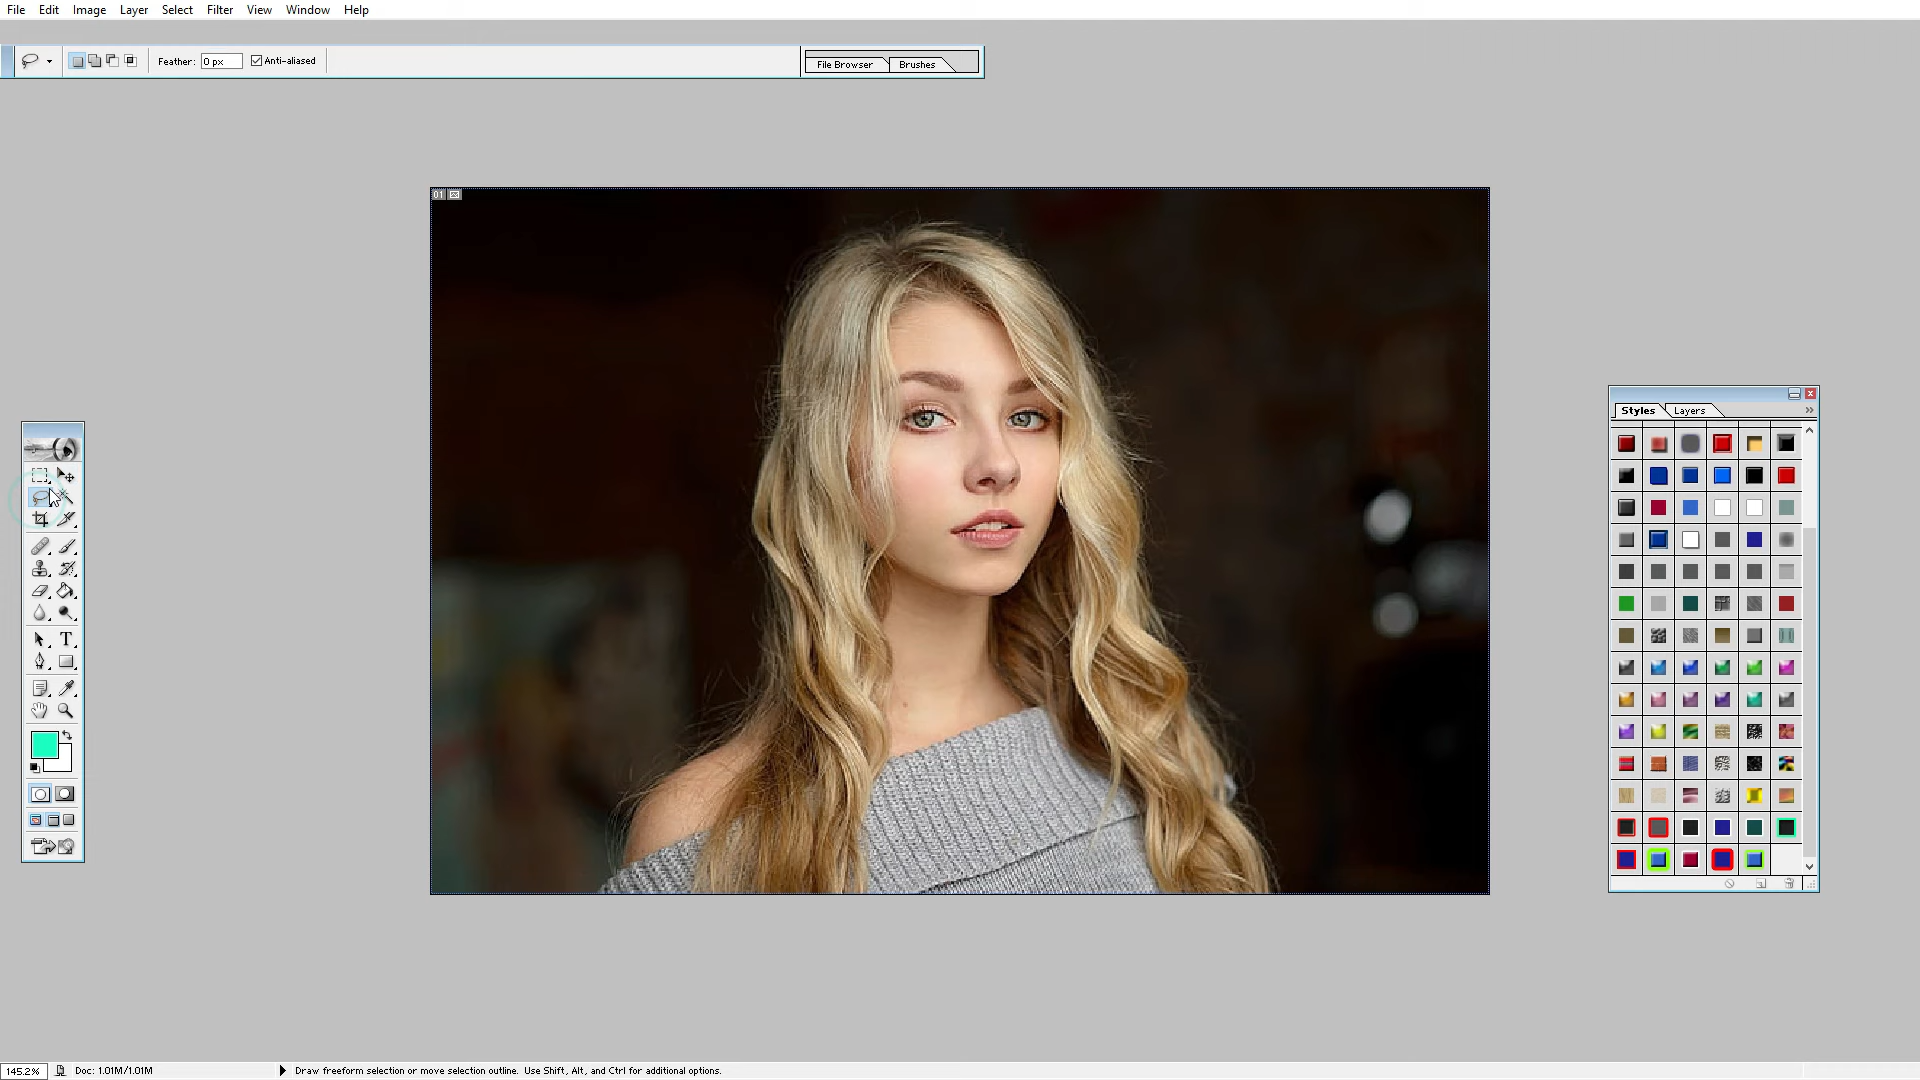 File Edit Image Layer Select Filter View Window Help
Feather: 0 px Anti-aliased
File Browser Brushes
01
Styles Layers
T
145.2% Doc: 1.01M/1.01M Draw freeform selection or move selection outline. Use Shift, Alt, and Ctrl for additional options.